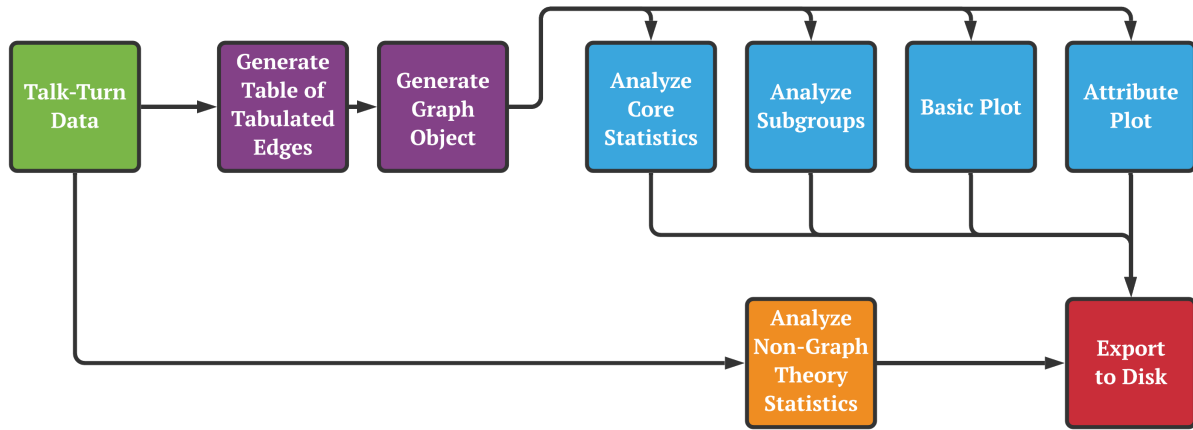 Talk-Turn
Data
Generate
Table of
Tabulated
Edges
Generate
Graph
Object
Analyze
Core
Statistics
Analyze
Subgroups
Basic Plot
Attribute
Plot
Analyze
Non-Graph
Theory
Statistics
Export
to Disk